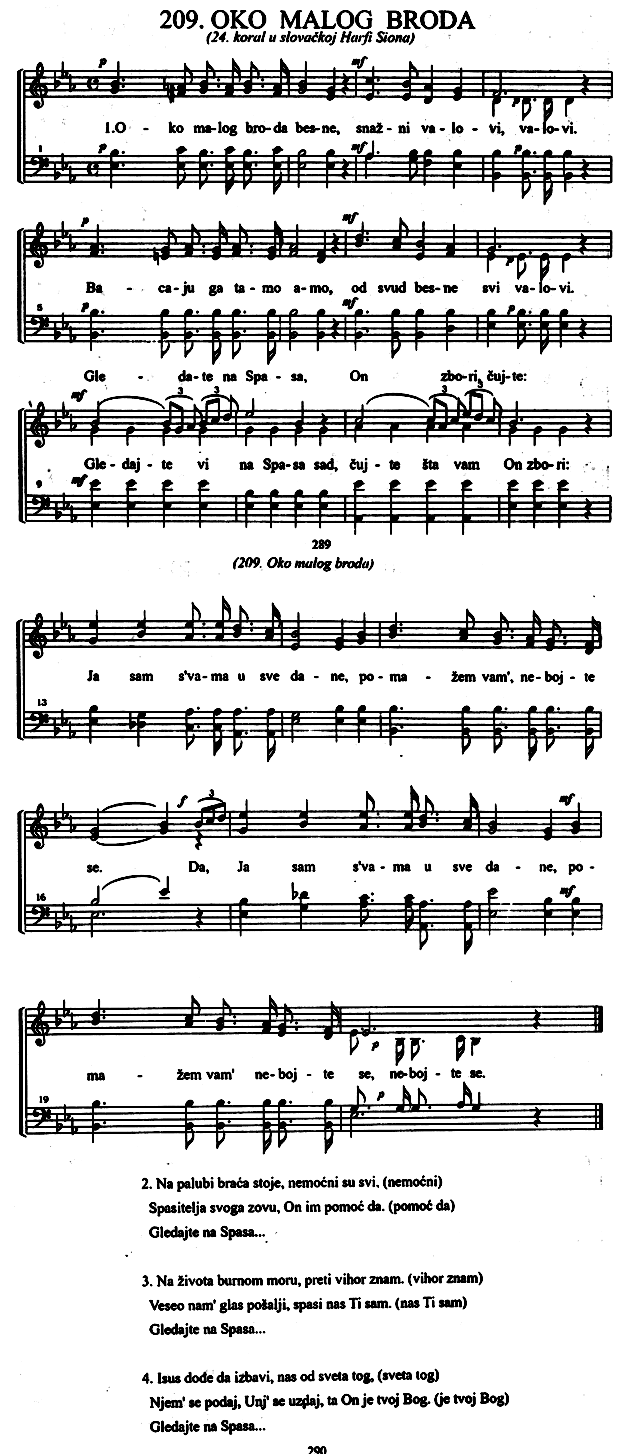 209. OKO MALOG BRODA
(24. koral u slovačkoj Harfi Siona)
p mf
1.O - ko ma-log bro-da bes-ne, snaž-ni va-lo-vi, va-lo-vi.
1 p mf p
p mf
Ba - ca-ju ga ta-mo a-mo, od svud bes-ne svi va-lo-vi.
5 p mf p
Gle - da-te na Spa-sa, On zbo-ri, čuj-te:
mf 3 3 3 3
Gle-daj-te vi na Spa-sa sad, čuj-te šta vam On zbo-ri:
9 mf
289
(209. Oko malog broda)
Ja sam s'va-ma u sve da-ne, po-ma - žem vam', ne-boj-te
13
f 3 mf
se. Da, Ja sam s'va-ma u sve da-ne, po-
16 mf
p
ma - žem vam' ne-boj-te se, ne-boj-te se.
19 p
2. Na palubi braća stoje, nemoćni su svi, (nemoćni)
Spasitelja svoga zovu, On im pomoć da. (pomoć da)
Gledajte na Spasa...
3. Na života burnom moru, preti vihor znam. (vihor znam)
Veseo nam' glas pošalji, spasi nas Ti sam. (nas Ti sam)
Gledajte na Spasa...
4. Isus dođe da izbavi, nas od sveta tog, (sveta tog)
Njem' se podaj, Unj' se uzdaj, ta On je tvoj Bog. (je tvoj Bog)
Gledajte na Spasa...
290